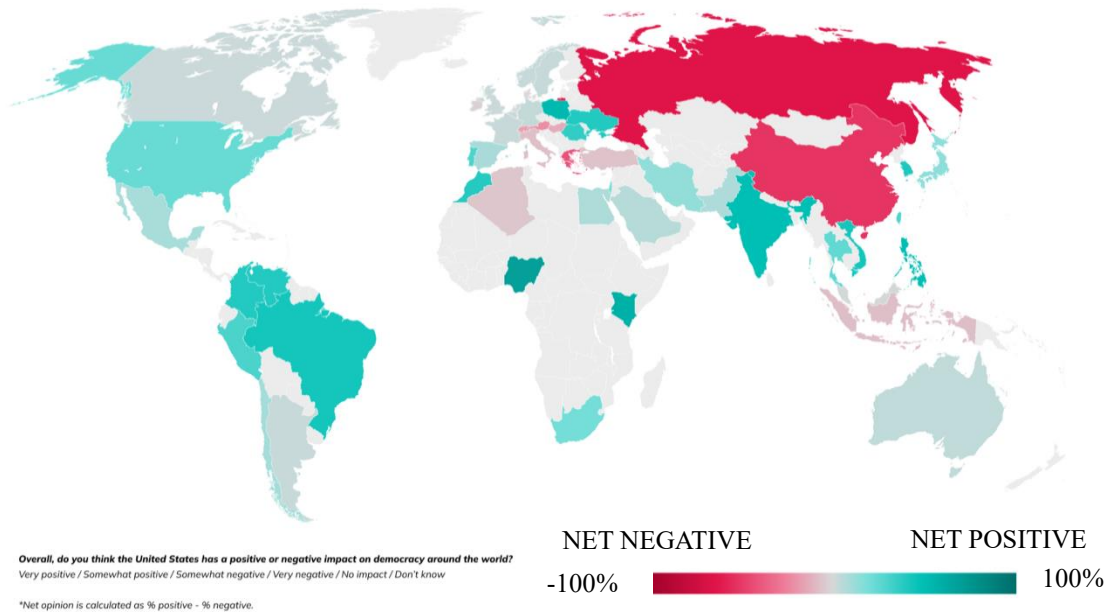 NET NEGATIVE
NET POSITIVE
-100%
100%
Overall, do you think the United States has a positive or negative impact on democracy around the world?
Very positive / Somewhat positive / Somewhat negative / Very negative / No impact / Don't know
*Net opinion is calculated as % positive - % negative.